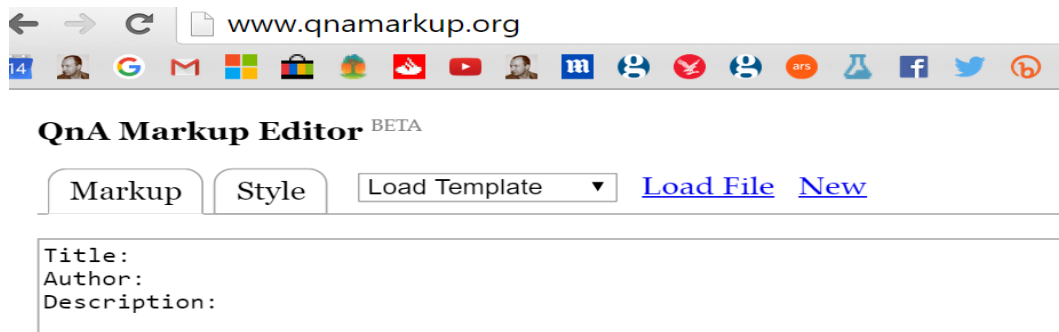 www.qnamarkup.org
14 G M m g g ars f b
QnA Markup Editor BETA
Markup Style Load Template ▼ Load File New
Title:
Author:
Description: